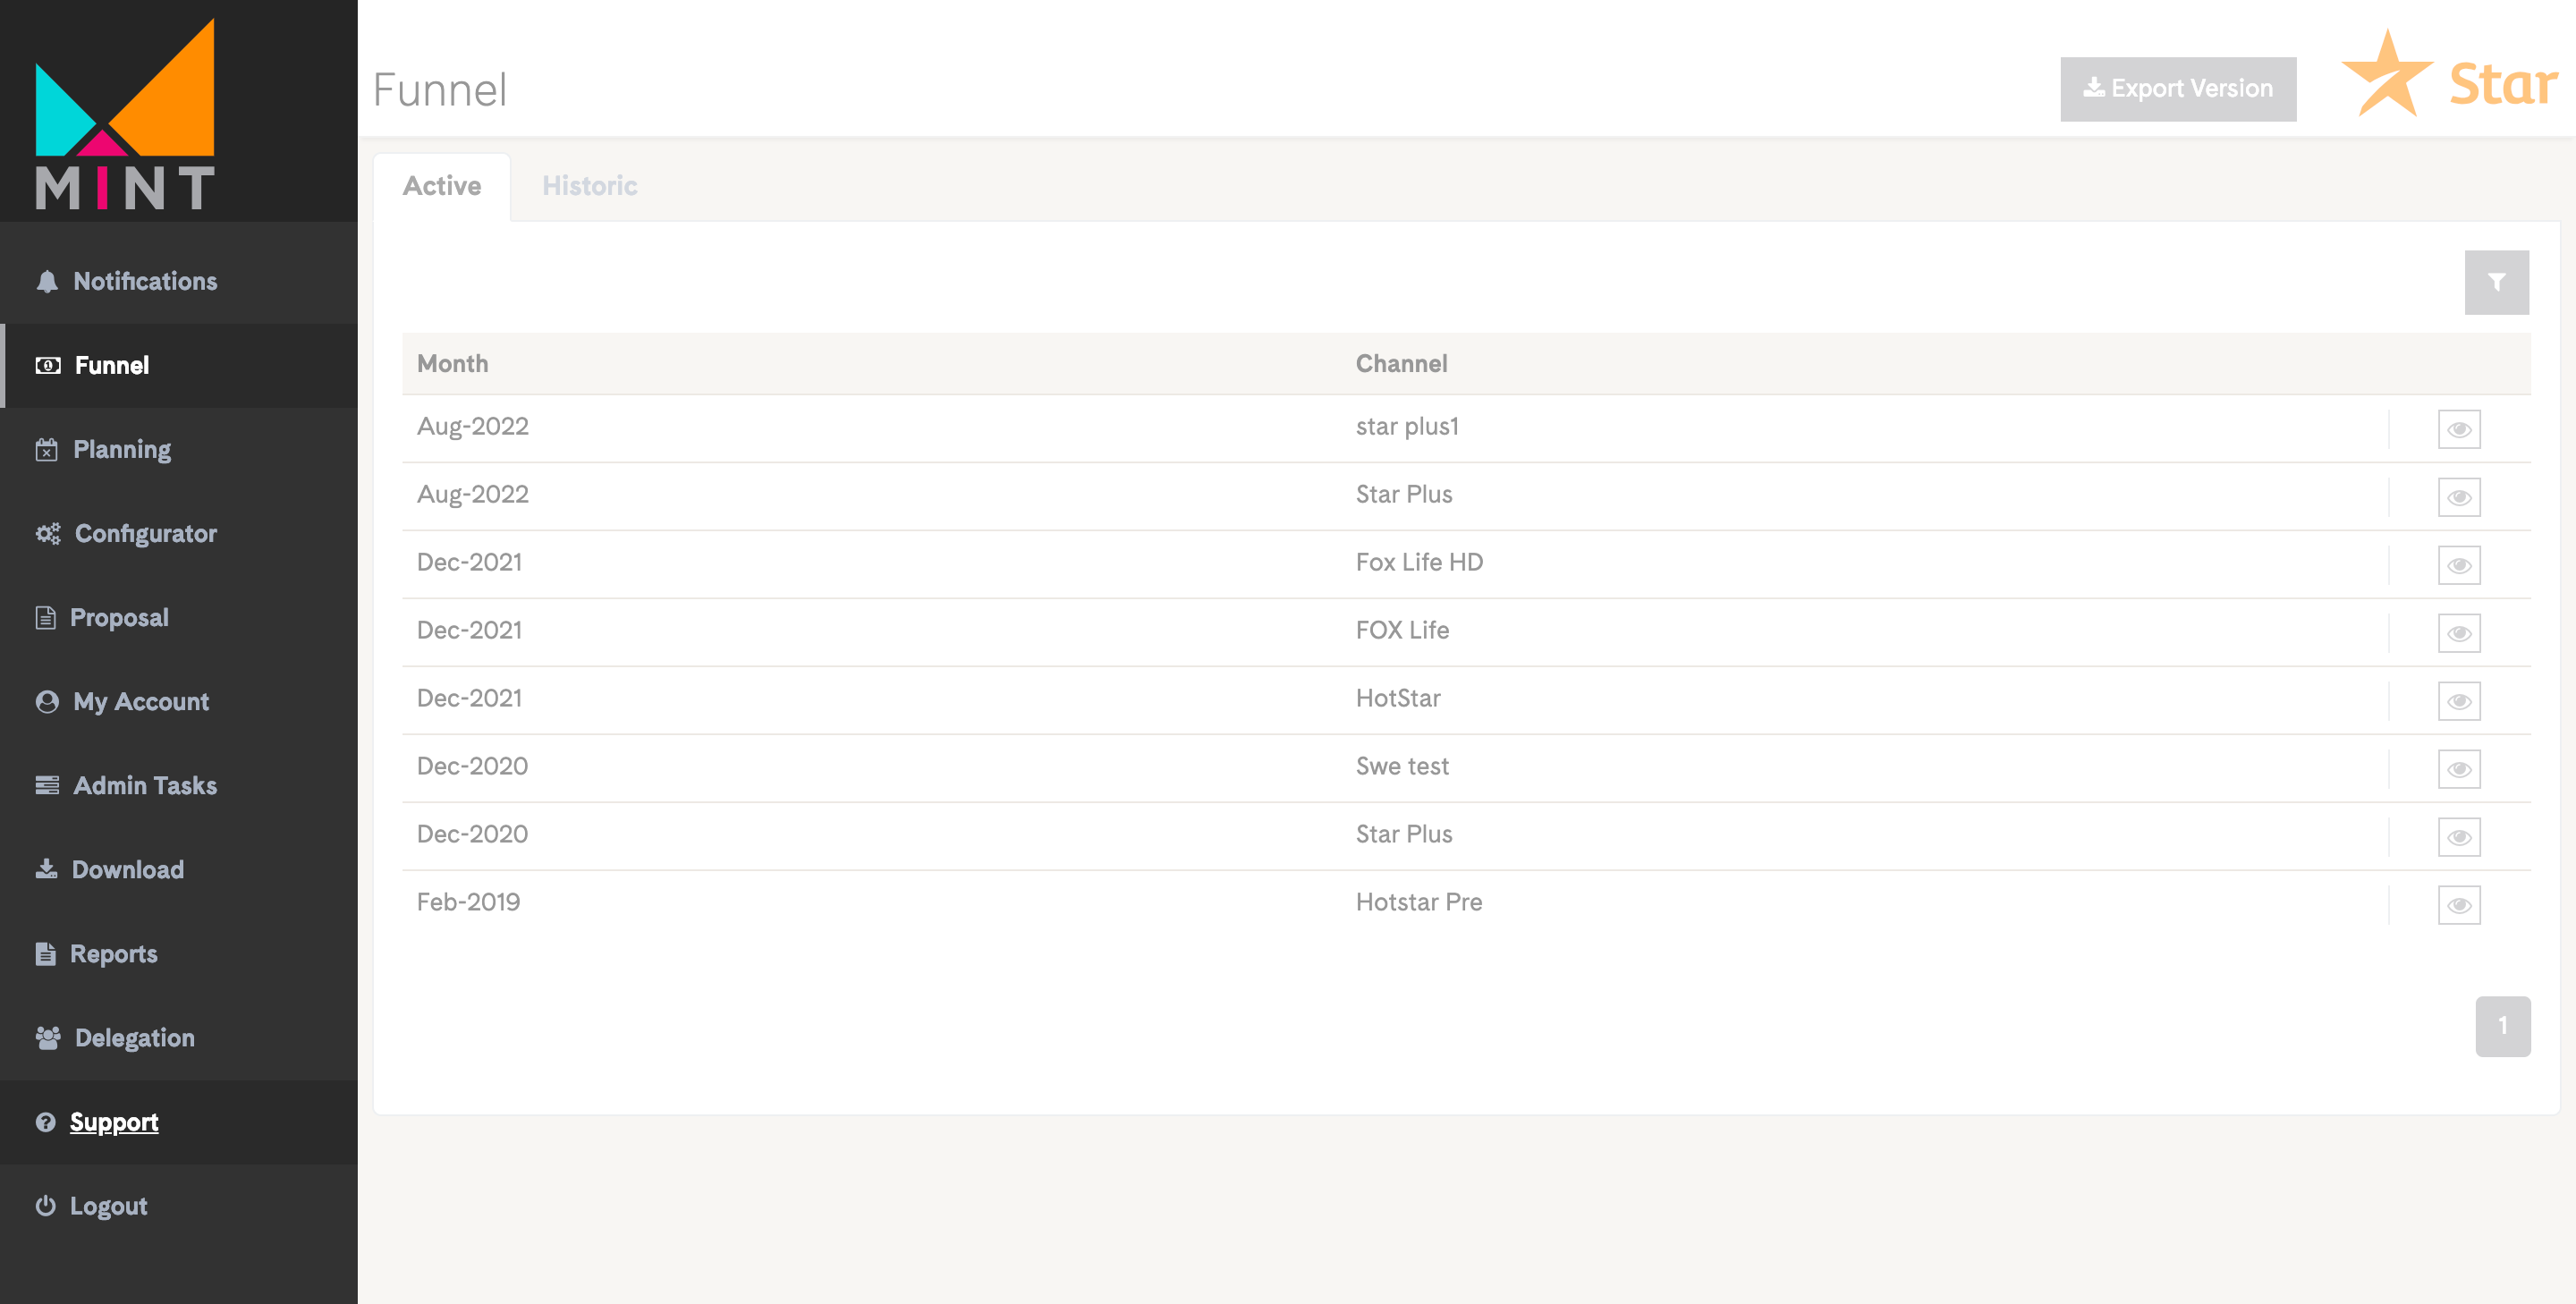 MINT
Notifications
Funnel
Planning
Configurator
Proposal
My Account
Admin Tasks
Download
Reports
Delegation
Support
Logout
Funnel
Export Version
Star
Active Historic
Month Channel
Aug-2022 star plus1
Aug-2022 Star Plus
Dec-2021 Fox Life HD
Dec-2021 FOX Life
Dec-2021 HotStar
Dec-2020 Swe test
Dec-2020 Star Plus
Feb-2019 Hotstar Pre
1